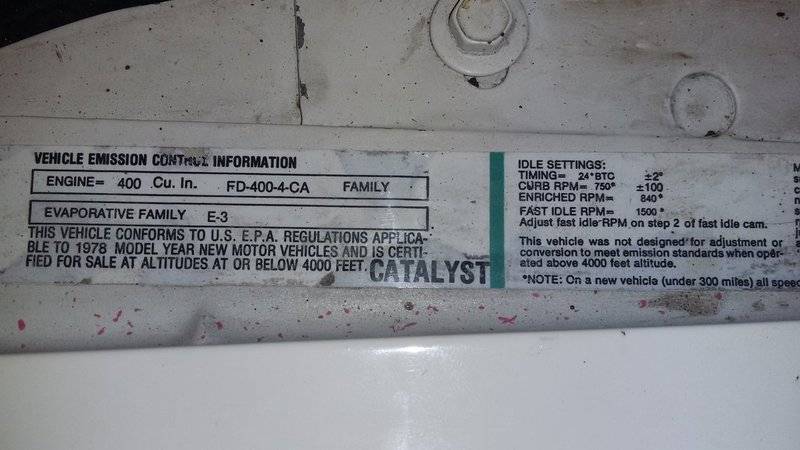 VEHICLE EMISSION CONTROL INFORMATION
ENGINE= 400 Cu. In. FD-400-4-CA FAMILY
EVAPORATIVE FAMILY E-3
THIS VEHICLE CONFORMS TO U.S. E.P.A. REGULATIONS APPLICA-
BLE TO 1978 MODEL YEAR NEW MOTOR VEHICLES AND IS CERTI-
FIED FOR SALE AT ALTITUDES AT OR BELOW 4000 FEET.
CATALYST
IDLE SETTINGS:
TIMING= 24°BTC ±2°
CURB RPM= 750* ±100
ENRICHED RPM= 840*
FAST IDLE RPM= 1500*
Adjust fast idle RPM on step 2 of fast idle cam.
This vehicle was not designed for adjustment or
conversion to meet emission standards when oper-
ated above 4000 feet altitude.
*NOTE: On a new vehicle (under 300 miles) all